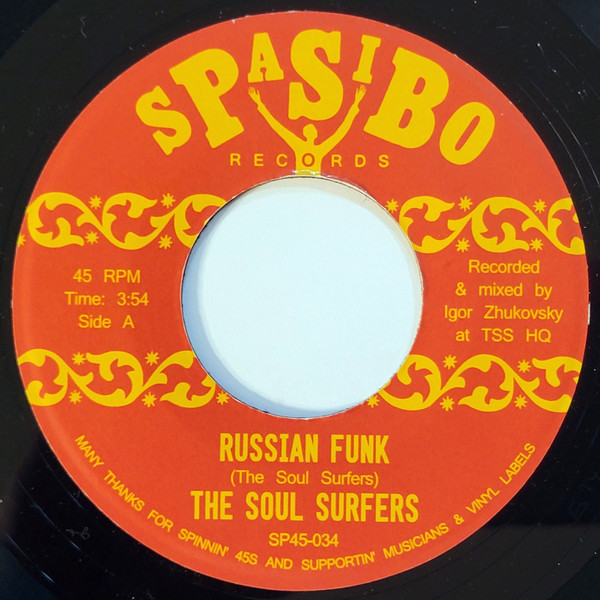 SPASIBO
RECORDS
45 RPM
Time: 3:54
Side A
Recorded
& mixed by
Igor Zhukovsky
at TSS HQ
RUSSIAN FUNK
(The Soul Surfers)
THE SOUL SURFERS
SP45-034
MANY THANKS FOR SPINNIN' 45S AND SUPPORTIN' MUSICIANS & VINYL LABELS